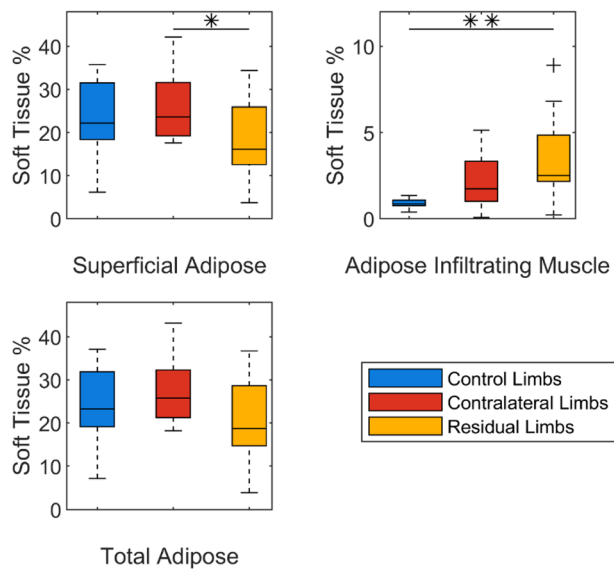 *
40
30
20
10
0
Soft Tissue %
Superficial Adipose
* *
10
5
0
Soft Tissue %
Adipose Infiltrating Muscle
40
30
20
10
0
Soft Tissue %
Total Adipose
Control Limbs
Contralateral Limbs
Residual Limbs